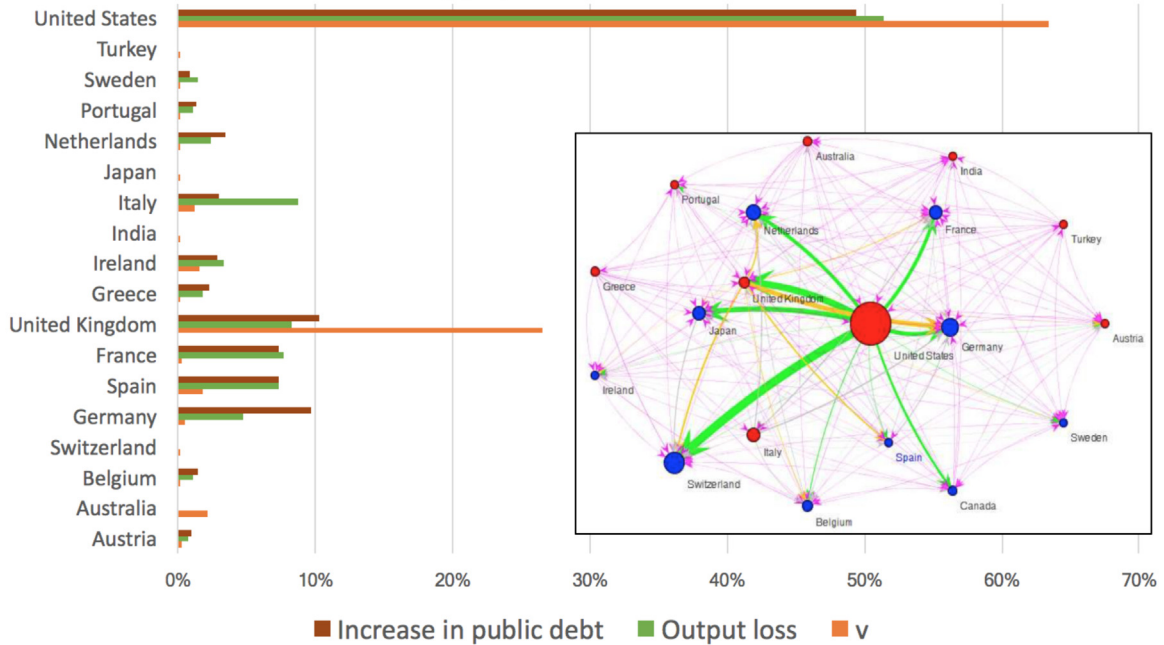 United States
Turkey
Sweden
Portugal
Netherlands
Japan
Italy
India
Ireland
Greece
United Kingdom
France
Spain
Germany
Switzerland
Belgium
Australia
Austria
0% 10% 20% 30% 40% 50% 60% 70%
Increase in public debt Output loss v
Australia
India
Portugal
Netherlands
France
Turkey
Greece
United Kingdom
Japan
United States
Germany
Austria
Ireland
Italy
Spain
Sweden
Switzerland
Canada
Belgium